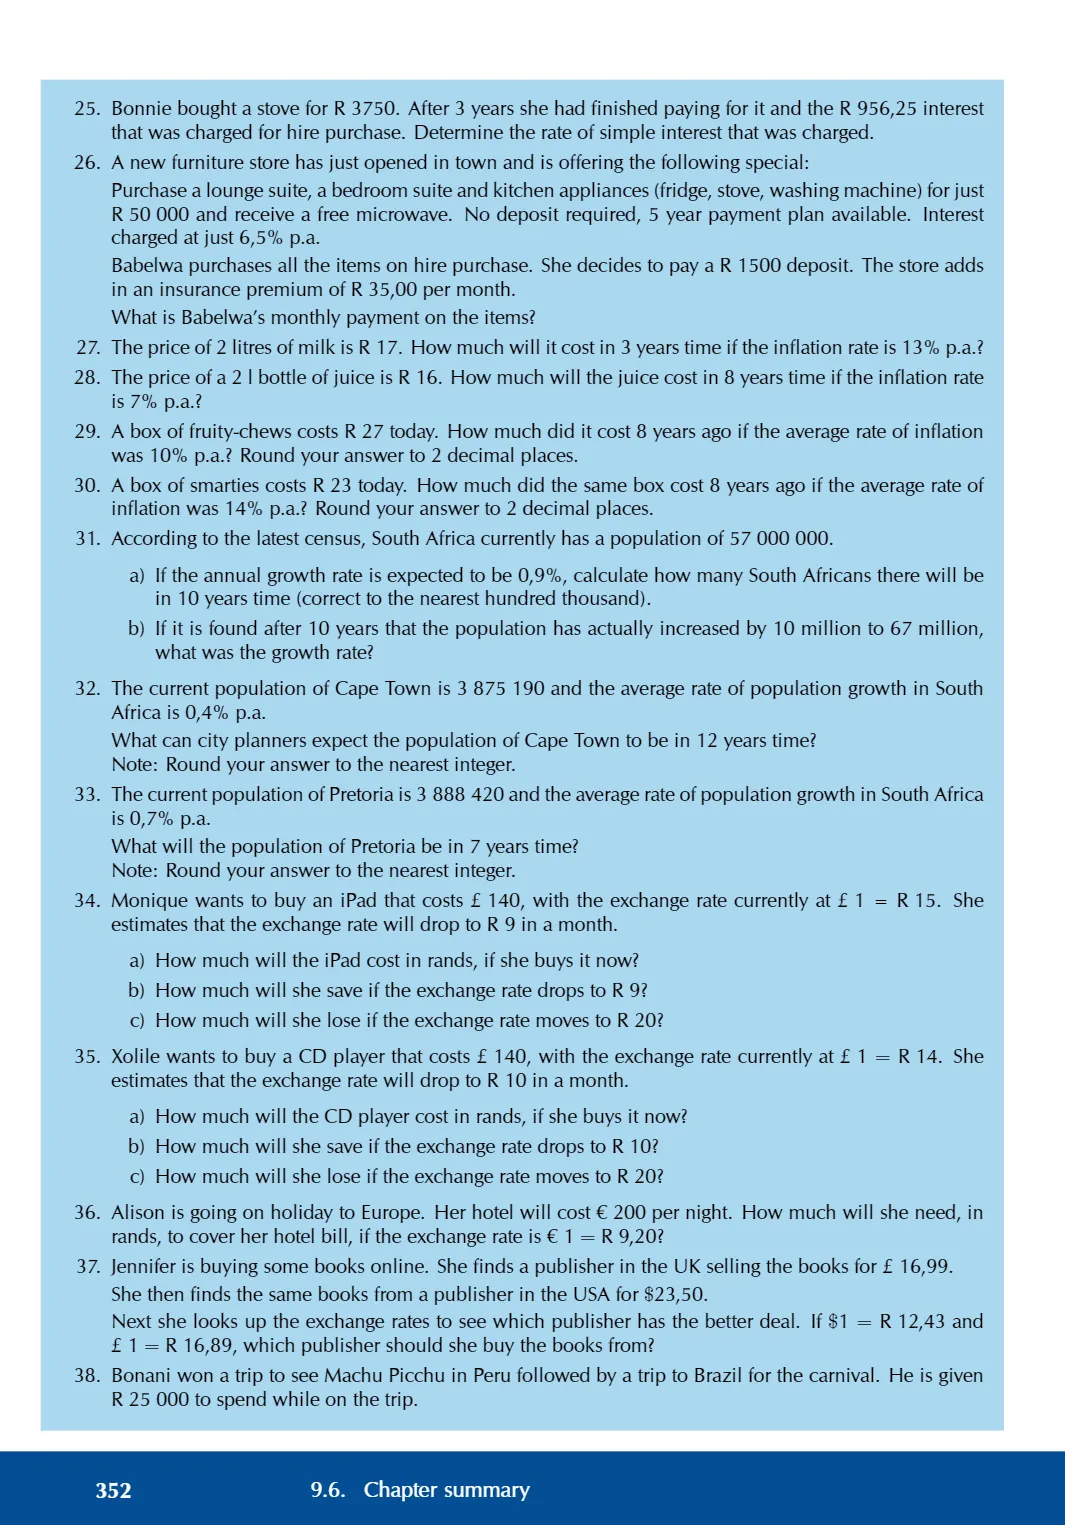 25. Bonnie bought a stove for R 3750. After 3 years she had finished paying for it and the R 956,25 interest
that was charged for hire purchase. Determine the rate of simple interest that was charged.
26. A new furniture store has just opened in town and is offering the following special:
Purchase a lounge suite, a bedroom suite and kitchen appliances (fridge, stove, washing machine) for just
R 50 000 and receive a free microwave. No deposit required, 5 year payment plan available. Interest
charged at just 6,5% p.a.
Babelwa purchases all the items on hire purchase. She decides to pay a R 1500 deposit. The store adds
in an insurance premium of R 35,00 per month.
What is Babelwa's monthly payment on the items?
27. The price of 2 litres of milk is R 17. How much will it cost in 3 years time if the inflation rate is 13% p.a.?
28. The price of a 2 l bottle of juice is R 16. How much will the juice cost in 8 years time if the inflation rate
is 7% p.a.?
29. A box of fruity-chews costs R 27 today. How much did it cost 8 years ago if the average rate of inflation
was 10% p.a.? Round your answer to 2 decimal places.
30. A box of smarties costs R 23 today. How much did the same box cost 8 years ago if the average rate of
inflation was 14% p.a.? Round your answer to 2 decimal places.
31. According to the latest census, South Africa currently has a population of 57 000 000.
a) If the annual growth rate is expected to be 0,9%, calculate how many South Africans there will be
in 10 years time (correct to the nearest hundred thousand).
b) If it is found after 10 years that the population has actually increased by 10 million to 67 million,
what was the growth rate?
32. The current population of Cape Town is 3 875 190 and the average rate of population growth in South
Africa is 0,4% p.a.
What can city planners expect the population of Cape Town to be in 12 years time?
Note: Round your answer to the nearest integer.
33. The current population of Pretoria is 3 888 420 and the average rate of population growth in South Africa
is 0,7% p.a.
What will the population of Pretoria be in 7 years time?
Note: Round your answer to the nearest integer.
34. Monique wants to buy an iPad that costs £ 140, with the exchange rate currently at £ 1 = R 15. She
estimates that the exchange rate will drop to R 9 in a month.
a) How much will the iPad cost in rands, if she buys it now?
b) How much will she save if the exchange rate drops to R 9?
c) How much will she lose if the exchange rate moves to R 20?
35. Xolile wants to buy a CD player that costs £ 140, with the exchange rate currently at £ 1 = R 14. She
estimates that the exchange rate will drop to R 10 in a month.
a) How much will the CD player cost in rands, if she buys it now?
b) How much will she save if the exchange rate drops to R 10?
c) How much will she lose if the exchange rate moves to R 20?
36. Alison is going on holiday to Europe. Her hotel will cost € 200 per night. How much will she need, in
rands, to cover her hotel bill, if the exchange rate is € 1 = R 9,20?
37. Jennifer is buying some books online. She finds a publisher in the UK selling the books for £ 16,99.
She then finds the same books from a publisher in the USA for $23,50.
Next she looks up the exchange rates to see which publisher has the better deal. If $1 = R 12,43 and
£ 1 = R 16,89, which publisher should she buy the books from?
38. Bonani won a trip to see Machu Picchu in Peru followed by a trip to Brazil for the carnival. He is given
R 25 000 to spend while on the trip.
352 9.6. Chapter summary